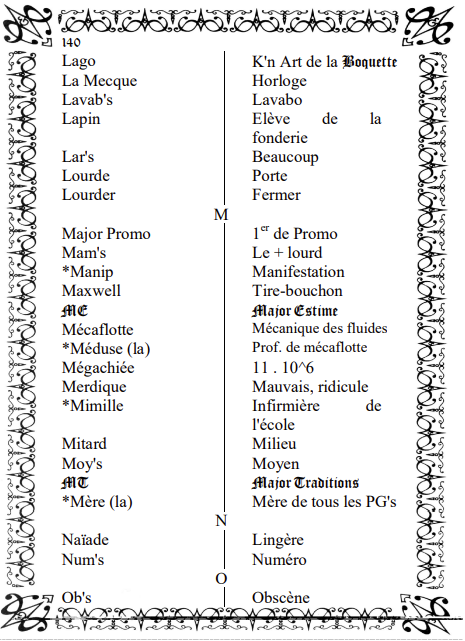 140
Lago K'n Art de la Boquette
La Mecque Horloge
Lavab's Lavabo
Lapin Elève de la
fonderie
Lar's Beaucoup
Lourde Porte
Lourder Fermer
M
Major Promo 1er de Promo
Mam's Le + lourd
*Manip Manifestation
Maxwell Tire-bouchon
ME Major Estime
Mécaflotte Mécanique des fluides
*Méduse (la) Prof. de mécaflotte
Mégachiée 11 . 10^6
Merdique Mauvais, ridicule
*Mimille Infirmière de
l'école
Mitard Milieu
Moy's Moyen
MT Major Traditions
*Mère (la) Mère de tous les PG's
N
Naïade Lingère
Num's Numéro
O
Ob's Obscène